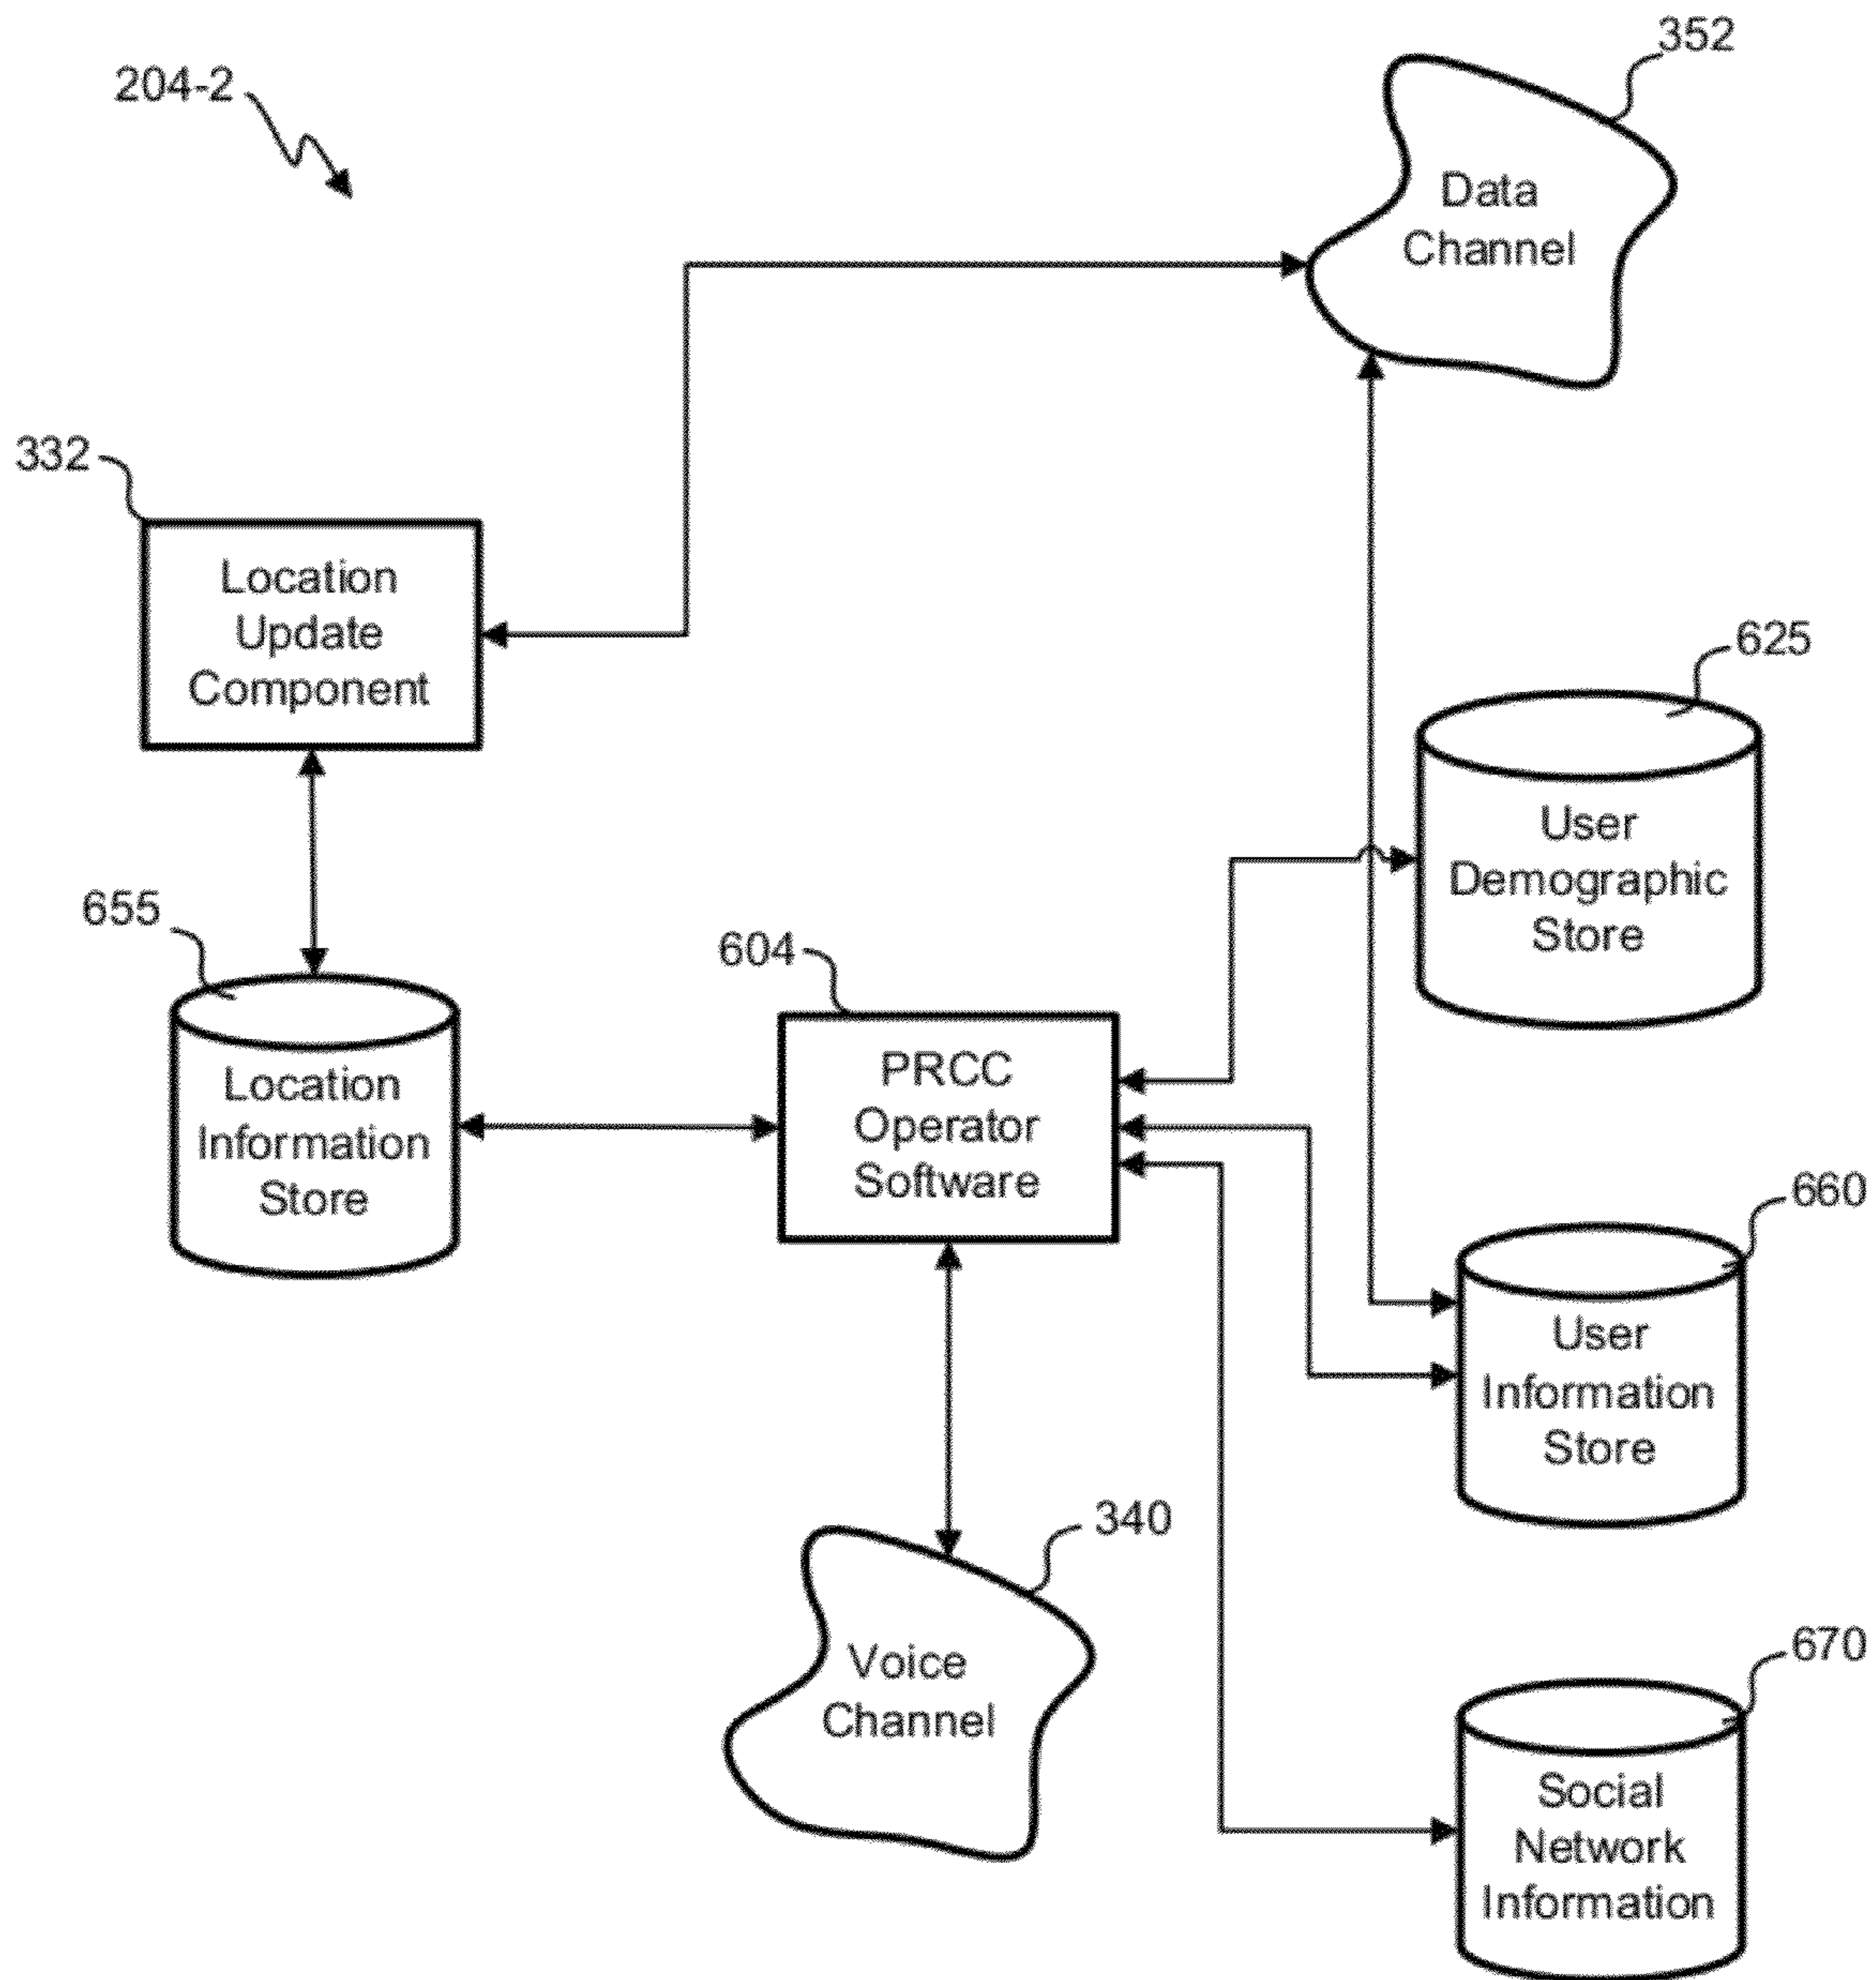 352
204-2
Data
Channel
332
Location
Update
Component
625
User
Demographic
Store
655
Location
Information
Store
604
PRCC
Operator
Software
660
User
Information
Store
340
Voice
Channel
670
Social
Network
Information